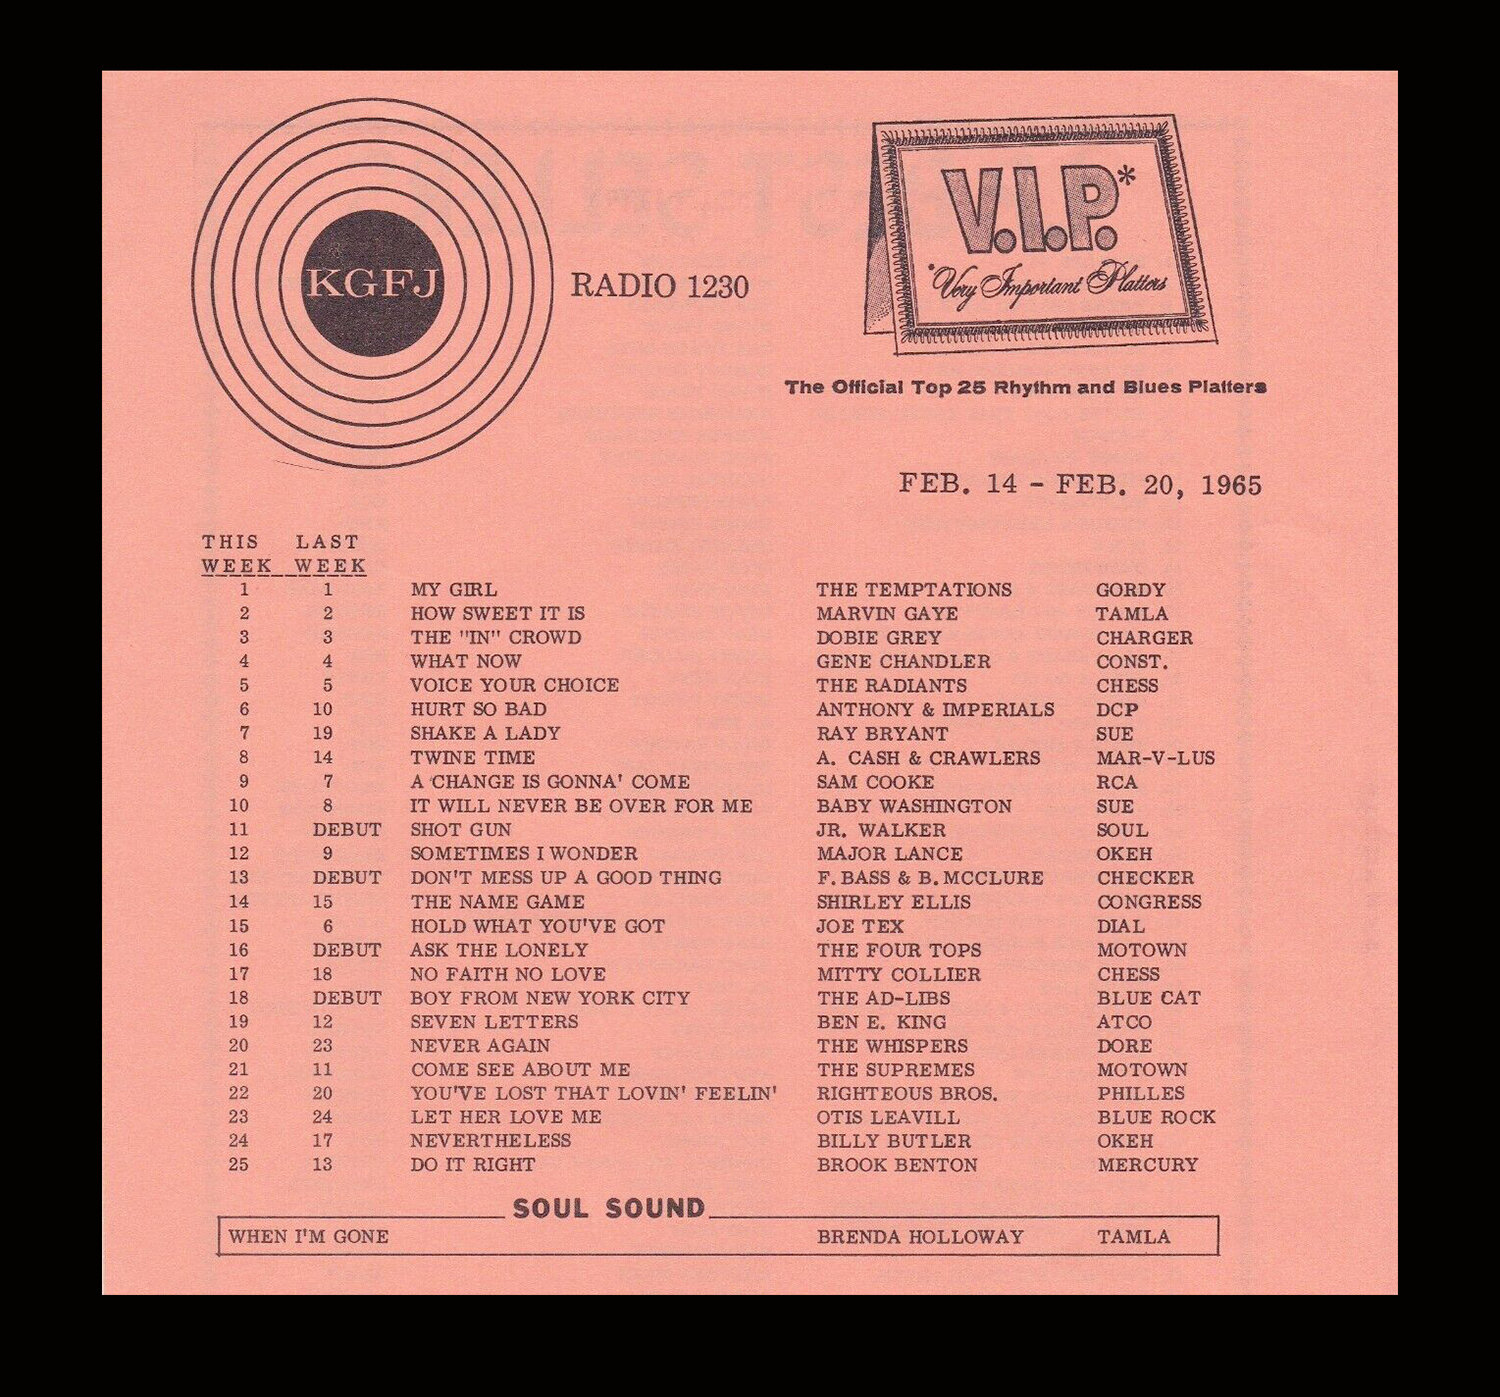 KGFJ
RADIO 1230
V.I.P.*
*Very Important Platters
The Official Top 25 Rhythm and Blues Platters
FEB. 14 - FEB. 20, 1965
THIS LAST
WEEK WEEK
1 1 MY GIRL THE TEMPTATIONS GORDY
2 2 HOW SWEET IT IS MARVIN GAYE TAMLA
3 3 THE "IN" CROWD DOBIE GREY CHARGER
4 4 WHAT NOW GENE CHANDLER CONST.
5 5 VOICE YOUR CHOICE THE RADIANTS CHESS
6 10 HURT SO BAD ANTHONY & IMPERIALS DCP
7 19 SHAKE A LADY RAY BRYANT SUE
8 14 TWINE TIME A. CASH & CRAWLERS MAR-V-LUS
9 7 A CHANGE IS GONNA' COME SAM COOKE RCA
10 8 IT WILL NEVER BE OVER FOR ME BABY WASHINGTON SUE
11 DEBUT SHOT GUN JR. WALKER SOUL
12 9 SOMETIMES I WONDER MAJOR LANCE OKEH
13 DEBUT DON'T MESS UP A GOOD THING F. BASS & B. MCCLURE CHECKER
14 15 THE NAME GAME SHIRLEY ELLIS CONGRESS
15 6 HOLD WHAT YOU'VE GOT JOE TEX DIAL
16 DEBUT ASK THE LONELY THE FOUR TOPS MOTOWN
17 18 NO FAITH NO LOVE MITTY COLLIER CHESS
18 DEBUT BOY FROM NEW YORK CITY THE AD-LIBS BLUE CAT
19 12 SEVEN LETTERS BEN E. KING ATCO
20 23 NEVER AGAIN THE WHISPERS DORE
21 11 COME SEE ABOUT ME THE SUPREMES MOTOWN
22 20 YOU'VE LOST THAT LOVIN' FEELIN' RIGHTEOUS BROS. PHILLES
23 24 LET HER LOVE ME OTIS LEAVILL BLUE ROCK
24 17 NEVERTHELESS BILLY BUTLER OKEH
25 13 DO IT RIGHT BROOK BENTON MERCURY
SOUL SOUND
WHEN I'M GONE BRENDA HOLLOWAY TAMLA